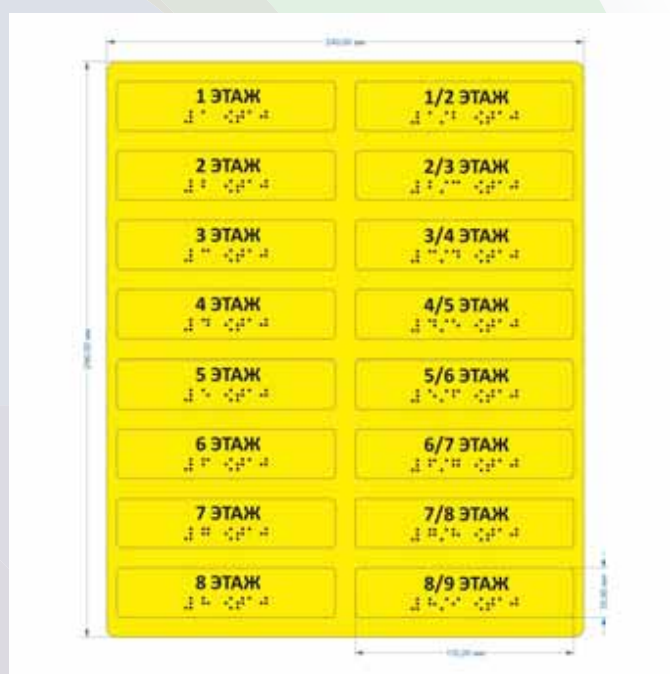 1 ЭТАЖ
⠼⠁ ⠪⠞⠁⠚
1/2 ЭТАЖ
⠼⠁⠌⠃ ⠪⠞⠁⠚
2 ЭТАЖ
⠼⠃ ⠪⠞⠁⠚
2/3 ЭТАЖ
⠼⠃⠌⠉ ⠪⠞⠁⠚
3 ЭТАЖ
⠼⠉ ⠪⠞⠁⠚
3/4 ЭТАЖ
⠼⠉⠌⠙ ⠪⠞⠁⠚
4 ЭТАЖ
⠼⠙ ⠪⠞⠁⠚
4/5 ЭТАЖ
⠼⠙⠌⠑ ⠪⠞⠁⠚
5 ЭТАЖ
⠼⠑ ⠪⠞⠁⠚
5/6 ЭТАЖ
⠼⠑⠌⠋ ⠪⠞⠁⠚
6 ЭТАЖ
⠼⠋ ⠪⠞⠁⠚
6/7 ЭТАЖ
⠼⠋⠌⠛ ⠪⠞⠁⠚
7 ЭТАЖ
⠼⠛ ⠪⠞⠁⠚
7/8 ЭТАЖ
⠼⠛⠌⠓ ⠪⠞⠁⠚
8 ЭТАЖ
⠼⠓ ⠪⠞⠁⠚
8/9 ЭТАЖ
⠼⠓⠌⠊ ⠪⠞⠁⠚